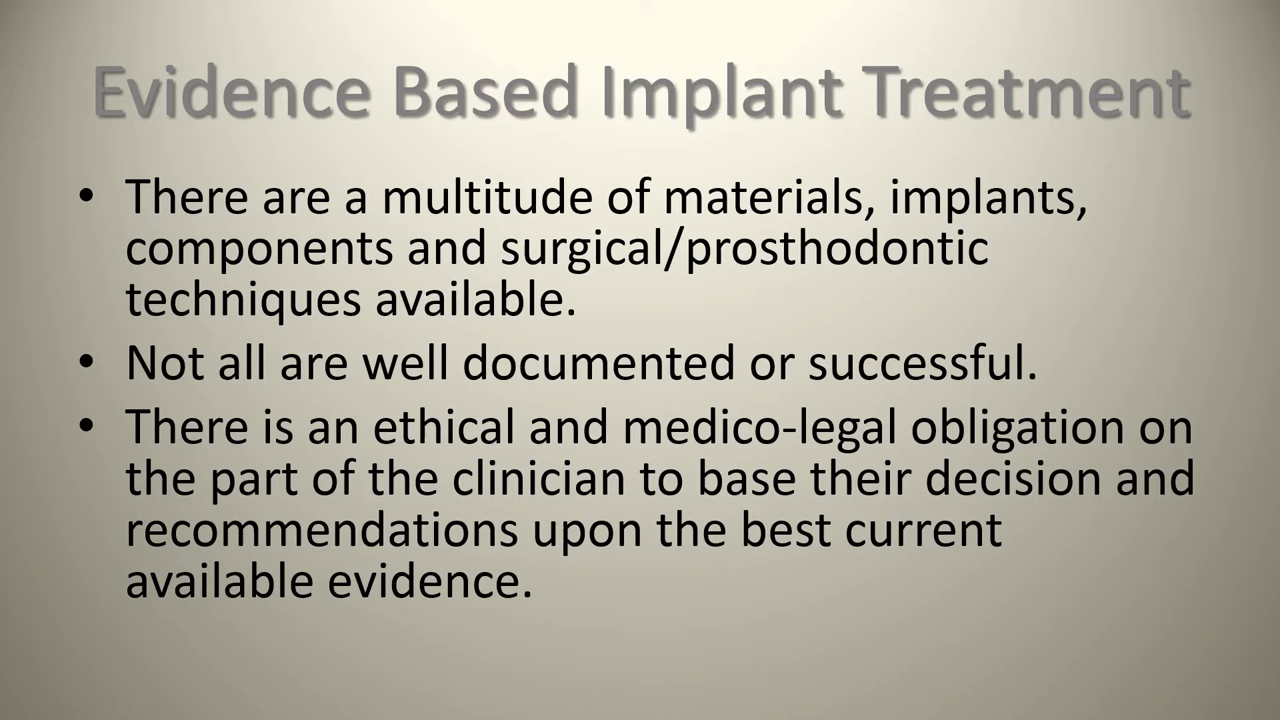 Evidence Based Implant Treatment
• There are a multitude of materials, implants,
components and surgical/prosthodontic
techniques available.
• Not all are well documented or successful.
• There is an ethical and medico-legal obligation on
the part of the clinician to base their decision and
recommendations upon the best current
available evidence.